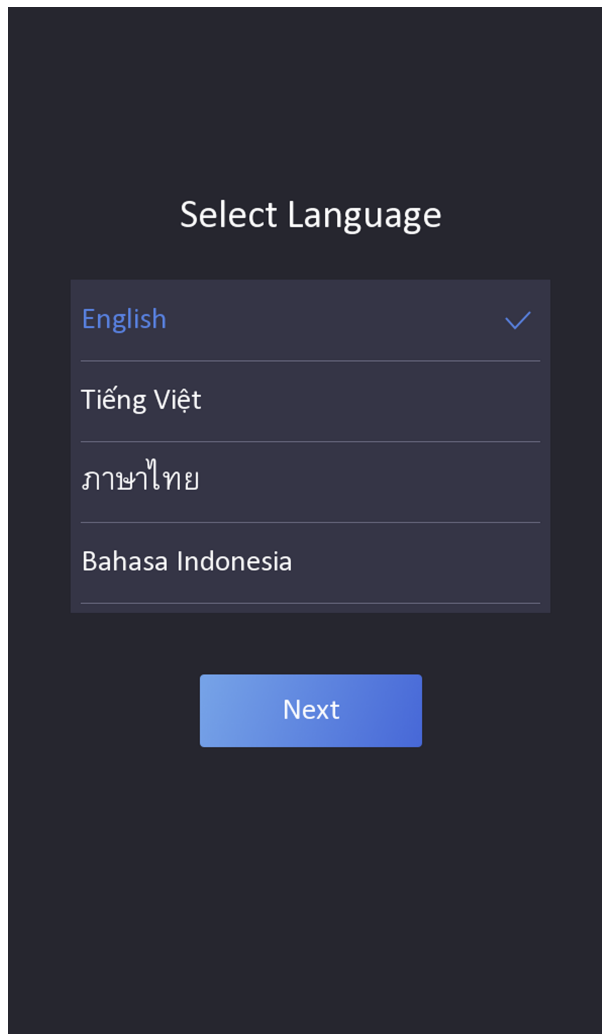 Select Language
English
Tiếng Việt
ภาษาไทย
Bahasa Indonesia
Next